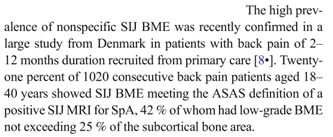 The high prev-
alence of nonspecific SIJ BME was recently confirmed in a
large study from Denmark in patients with back pain of 2–
12 months duration recruited from primary care [8•]. Twenty-
one percent of 1020 consecutive back pain patients aged 18–
40 years showed SIJ BME meeting the ASAS definition of a
positive SIJ MRI for SpA, 42 % of whom had low-grade BME
not exceeding 25 % of the subcortical bone area.